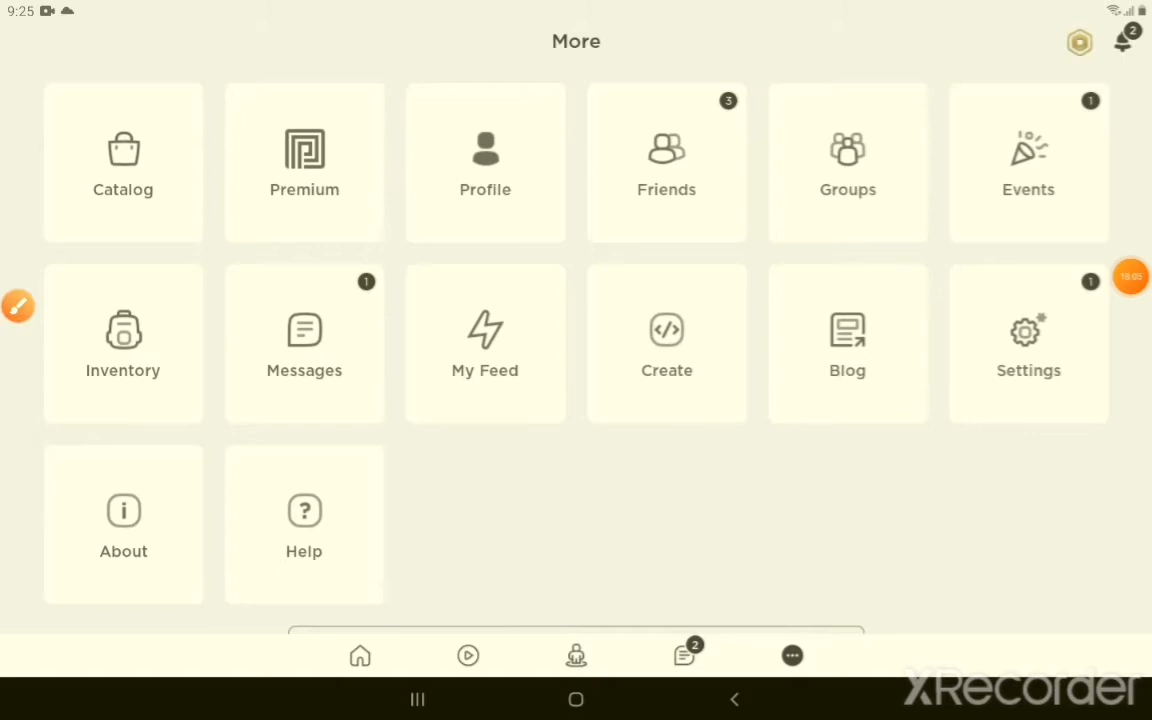 9:25
More
2
Catalog
Premium
Profile
3
Friends
Groups
1
Events
Inventory
1
Messages
My Feed
Create
Blog
1
Settings
About
Help
2
XRecorder